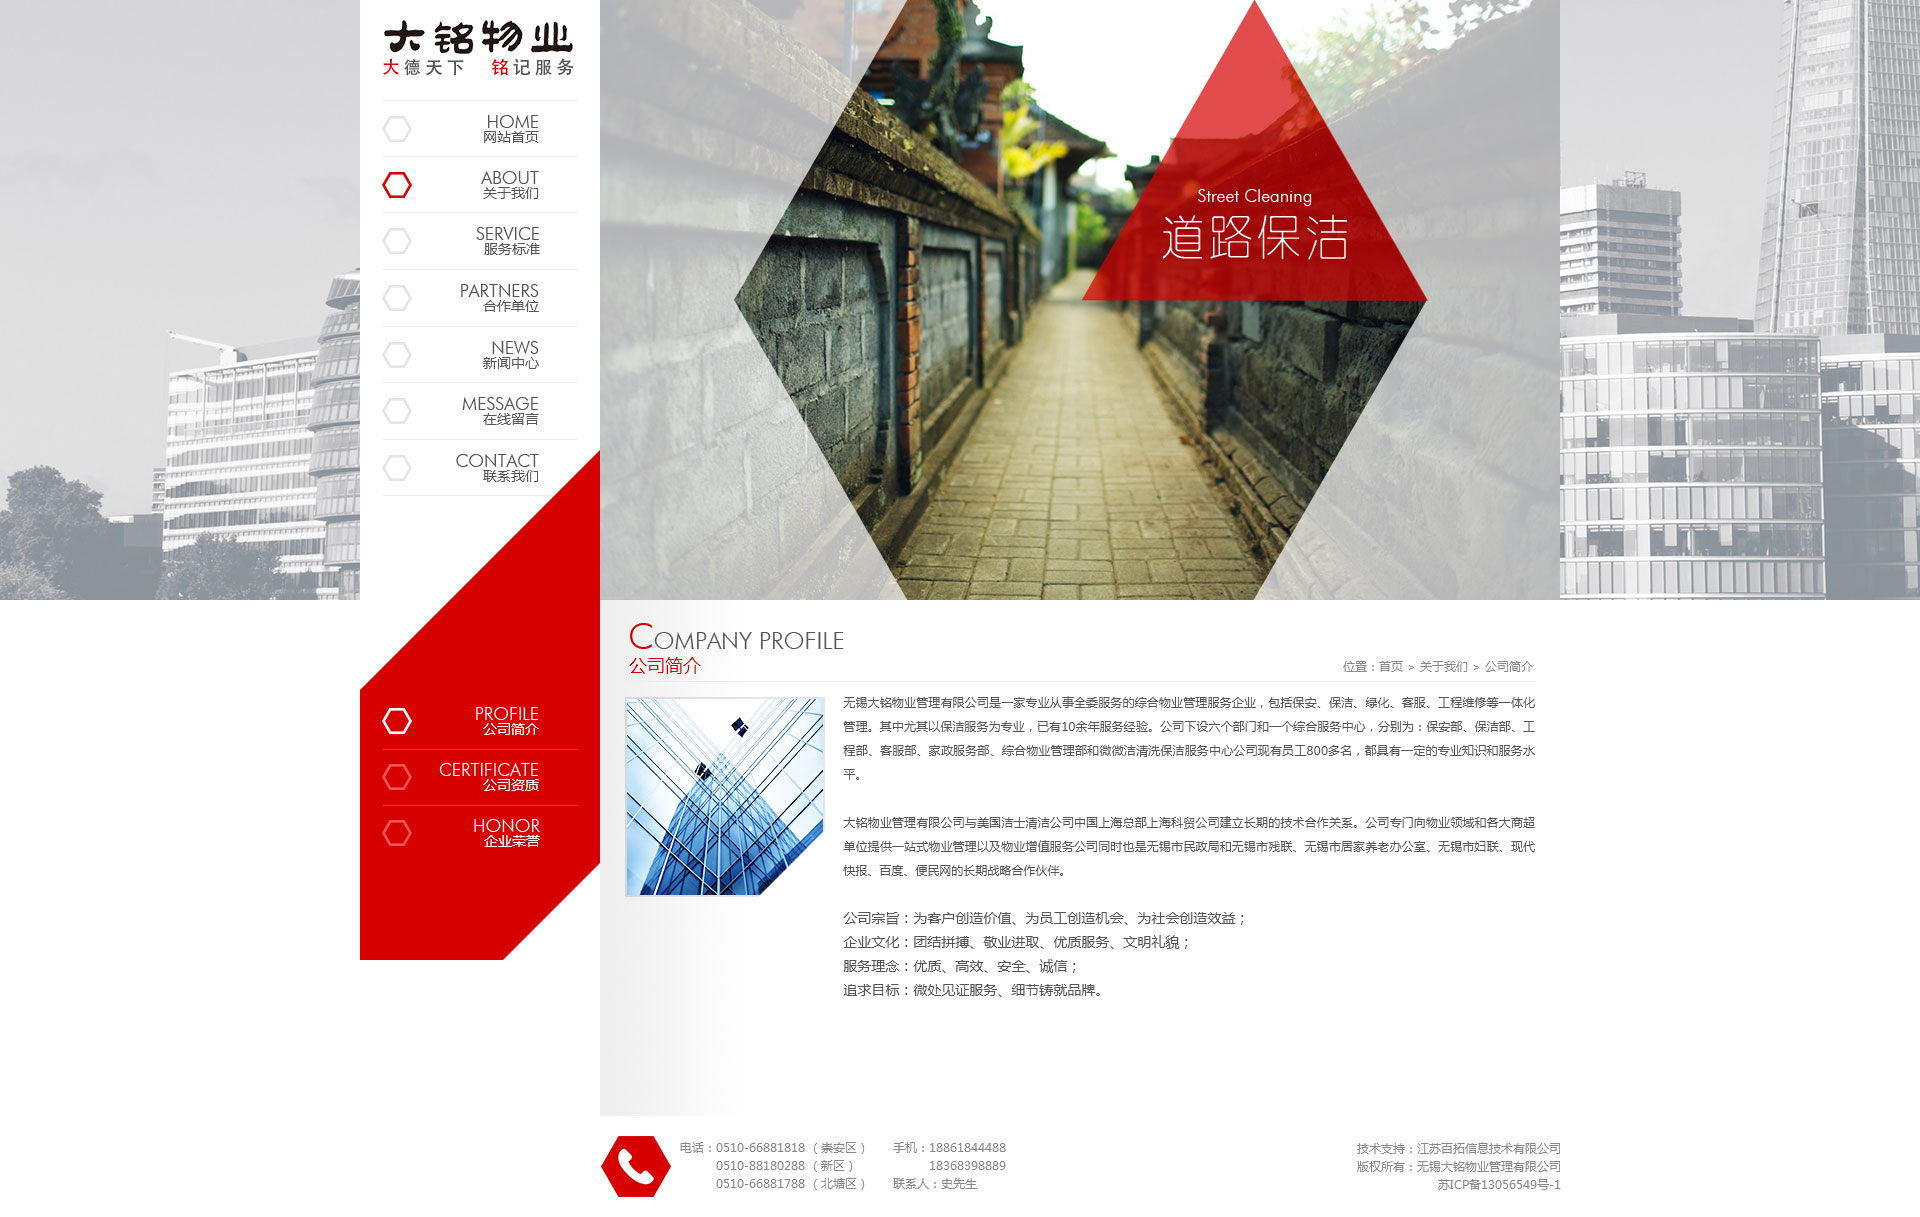 大铭物业
大德天下 铭记服务
HOME
网站首页
ABOUT
关于我们
SERVICE
服务标准
PARTNERS
合作单位
NEWS
新闻中心
MESSAGE
在线留言
CONTACT
联系我们
Street Cleaning
道路保洁
PROFILE
公司简介
CERTIFICATE
公司资质
HONOR
企业荣誉
COMPANY PROFILE
公司简介
位置：首页 > 关于我们 > 公司简介
无锡大铭物业管理有限公司是一家专业从事全委服务的综合物业管理服务企业，包括保安、保洁、绿化、客服、工程维修等一体化
管理。其中尤其以保洁服务为专业，已有10余年服务经验。公司下设六个部门和一个综合服务中心，分别为：保安部、保洁部、工
程部、客服部、家政服务部、综合物业管理部和微微洁清洗保洁服务中心公司现有员工800多名，都具有一定的专业知识和服务水
平。
大铭物业管理有限公司与美国洁士清洁公司中国上海总部上海科贸公司建立长期的技术合作关系。公司专门向物业领域和各大商超
单位提供一站式物业管理以及物业增值服务公司同时也是无锡市民政局和无锡市残联、无锡市居家养老办公室、无锡市妇联、现代
快报、百度、便民网的长期战略合作伙伴。
公司宗旨：为客户创造价值、为员工创造机会、为社会创造效益；
企业文化：团结拼搏、敬业进取、优质服务、文明礼貌；
服务理念：优质、高效、安全、诚信；
追求目标：微处见证服务、细节铸就品牌。
电话：0510-66881818 （崇安区） 手机：18861844488
0510-88180288 （新区） 18368398889
0510-66881788 （北塘区） 联系人：史先生
技术支持：江苏百拓信息技术有限公司
版权所有：无锡大铭物业管理有限公司
苏ICP备13056549号-1